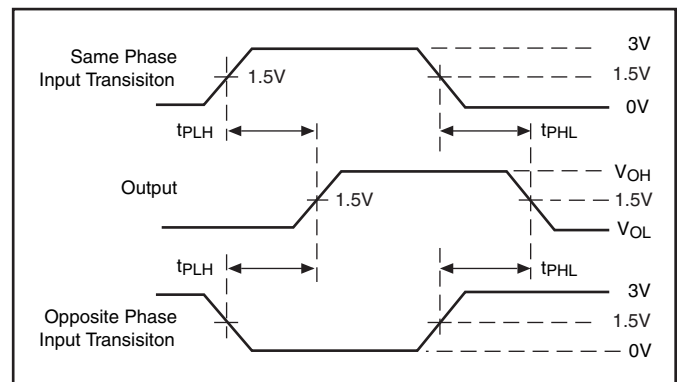 Same Phase
Input Transisiton
1.5V
3V
1.5V
0V
tPLH
tPHL
Output
1.5V
VOH
1.5V
VOL
tPLH
tPHL
Opposite Phase
Input Transisiton
3V
1.5V
0V